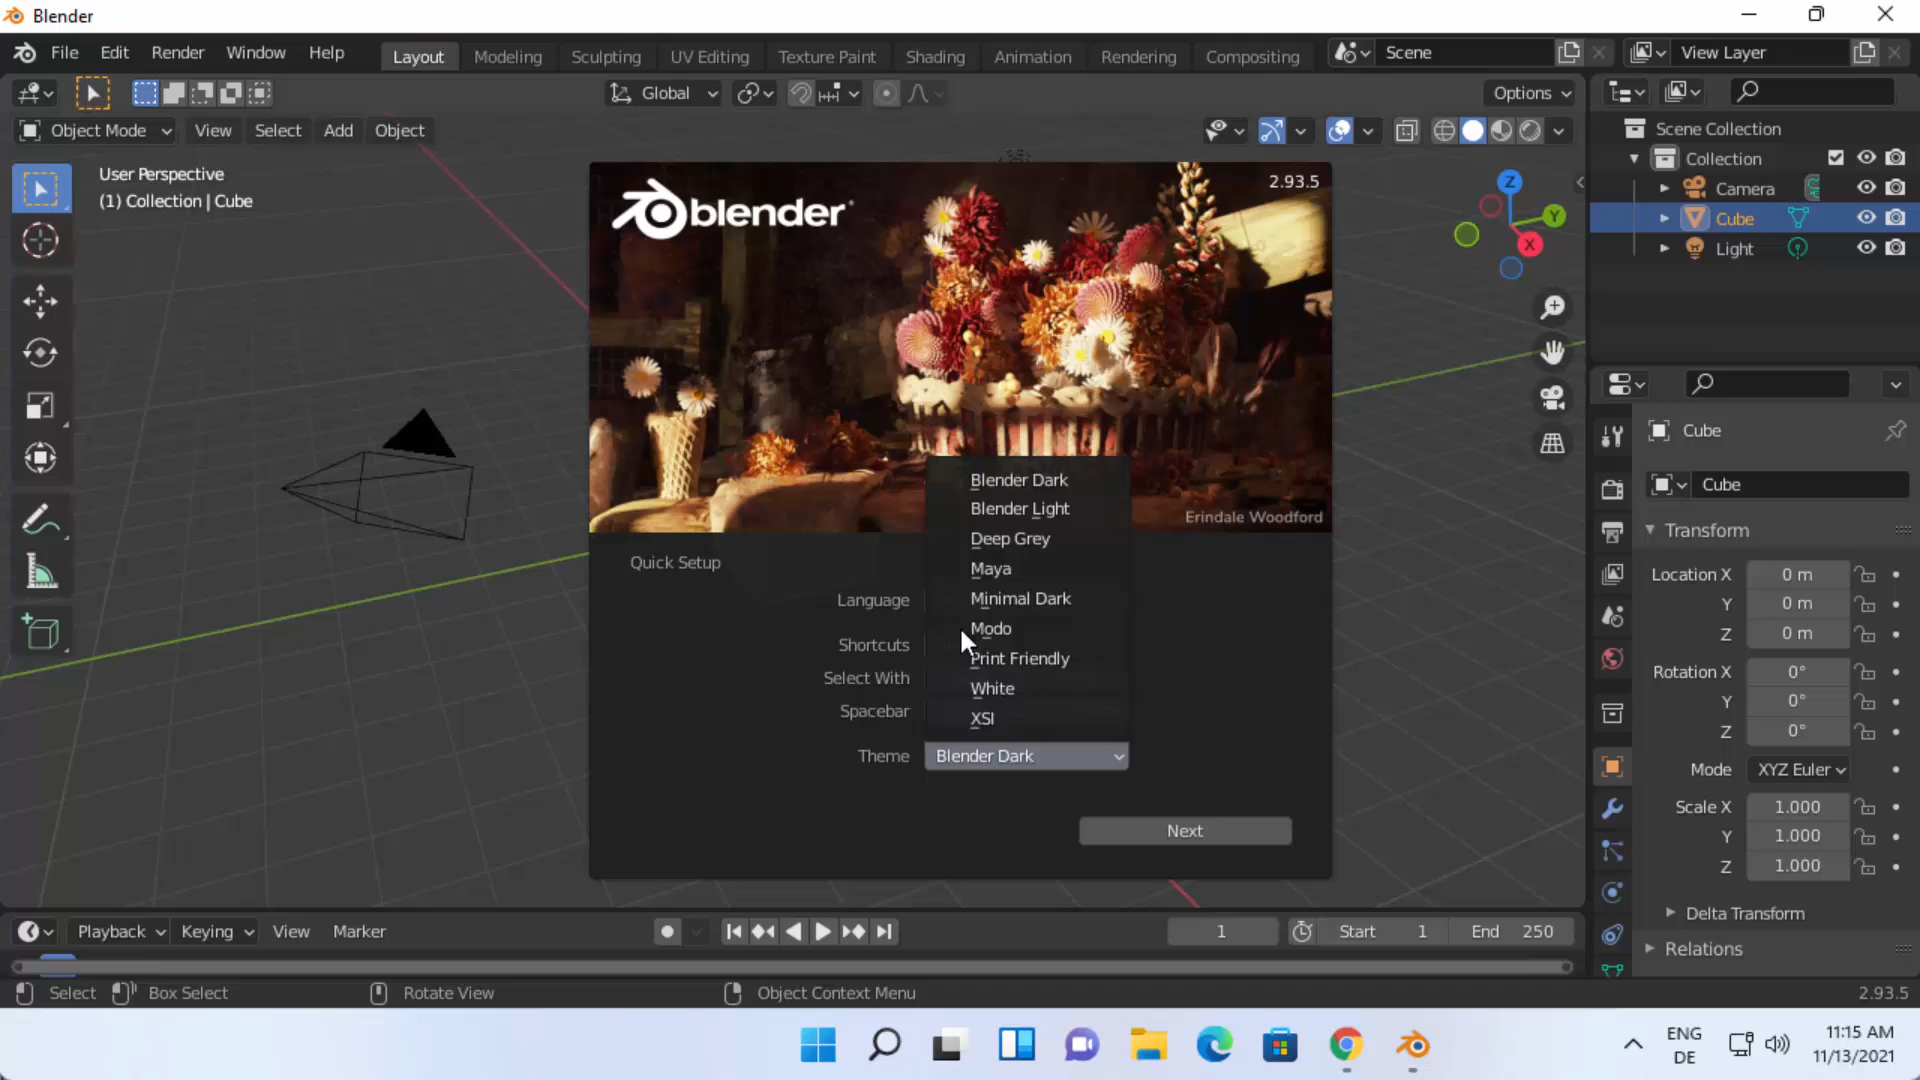 Blender
File Edit Render Window Help Layout Modeling Sculpting UV Editing Texture Paint Shading Animation Rendering Compositing Scene View Layer
Global Options
Object Mode View Select Add Object
User Perspective
(1) Collection | Cube
blender
2.93.5
Z
Y
X
Scene Collection
Collection
Camera
Cube
Light
Erindale Woodford
Quick Setup
Language
Shortcuts
Select With
Spacebar
Theme Blender Dark
Blender Dark
Blender Light
Deep Grey
Maya
Minimal Dark
Modo
Print Friendly
White
XSI
Next
Cube
Cube
Transform
Location X 0 m
Y 0 m
Z 0 m
Rotation X 0°
Y 0°
Z 0°
Mode XYZ Euler
Scale X 1.000
Y 1.000
Z 1.000
Delta Transform
Relations
Playback Keying View Marker 1 Start 1 End 250
Select Box Select Rotate View Object Context Menu 2.93.5
ENG
DE
11:15 AM
11/13/2021